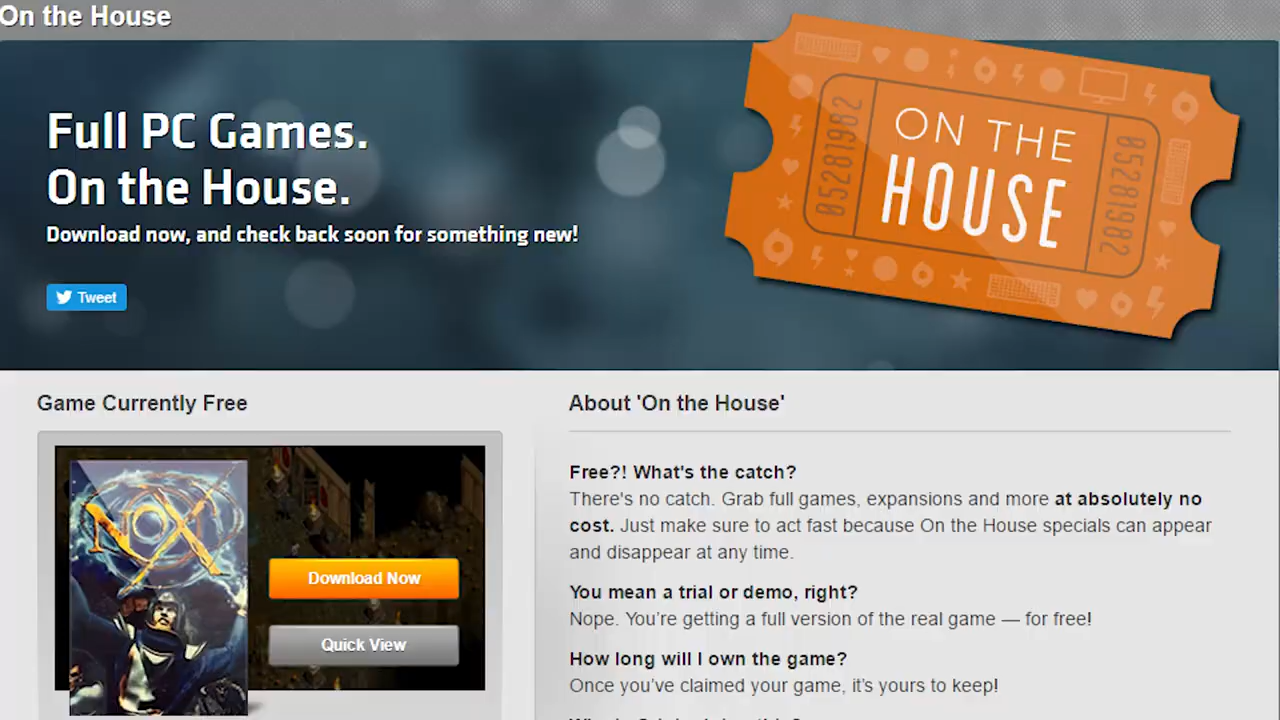 On the House
Full PC Games.
On the House.
Download now, and check back soon for something new!
Tweet
05281982
ON THE
HOUSE
05281982
Game Currently Free
NOX
Download Now
Quick View
About 'On the House'
Free?! What's the catch?
There's no catch. Grab full games, expansions and more at absolutely no
cost. Just make sure to act fast because On the House specials can appear
and disappear at any time.
You mean a trial or demo, right?
Nope. You’re getting a full version of the real game — for free!
How long will I own the game?
Once you’ve claimed your game, it’s yours to keep!